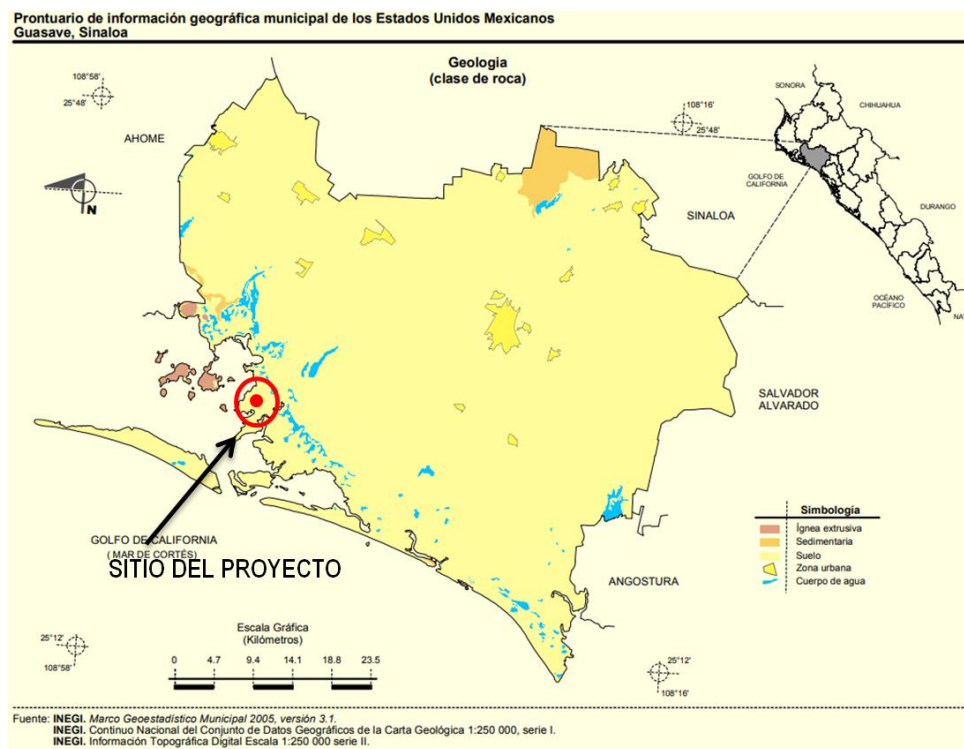 Prontuario de información geográfica municipal de los Estados Unidos Mexicanos
Guasave, Sinaloa
Geologia
(clase de roca)
108°58'
25°48'
108°16'
25°48'
AHOME
N
SONORA
CHIHUAHUA
GOLFO DE
CALIFORNIA
DURANGO
SINALOA
OCÉANO
PACÍFICO
NA
SALVADOR
ALVARADO
GOLFO DE CALIFORNIA
( MAR DE CORTÉS)
SITIO DEL PROYECTO
ANGOSTURA
Simbología
Ígnea extrusiva
Sedimentaria
Suelo
Zona urbana
Cuerpo de agua
25°12'
108°58'
Escala Gráfica
(Kilómetros)
0 4.7 9.4 14.1 18.8 23.5
25°12'
108°16'
Fuente: INEGI. Marco Geoestadístico Municipal 2005, versión 3.1.
INEGI. Continuo Nacional del Conjunto de Datos Geográficos de la Carta Geológica 1:250 000, serie I.
INEGI. Información Topográfica Digital Escala 1:250 000 serie II.